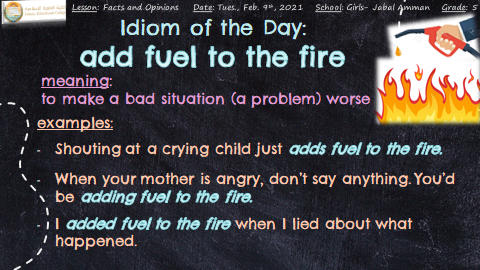 Lesson: Facts and Opinions Date: Tues., Feb. 9th, 2021 School: Girls- Jabal Amman Grade: 5
Idiom of the Day:
add fuel to the fire
meaning:
to make a bad situation (a problem) worse
examples:
- Shouting at a crying child just adds fuel to the fire.
- When your mother is angry, don't say anything. You'd
be adding fuel to the fire.
- I added fuel to the fire when I lied about what
happened.